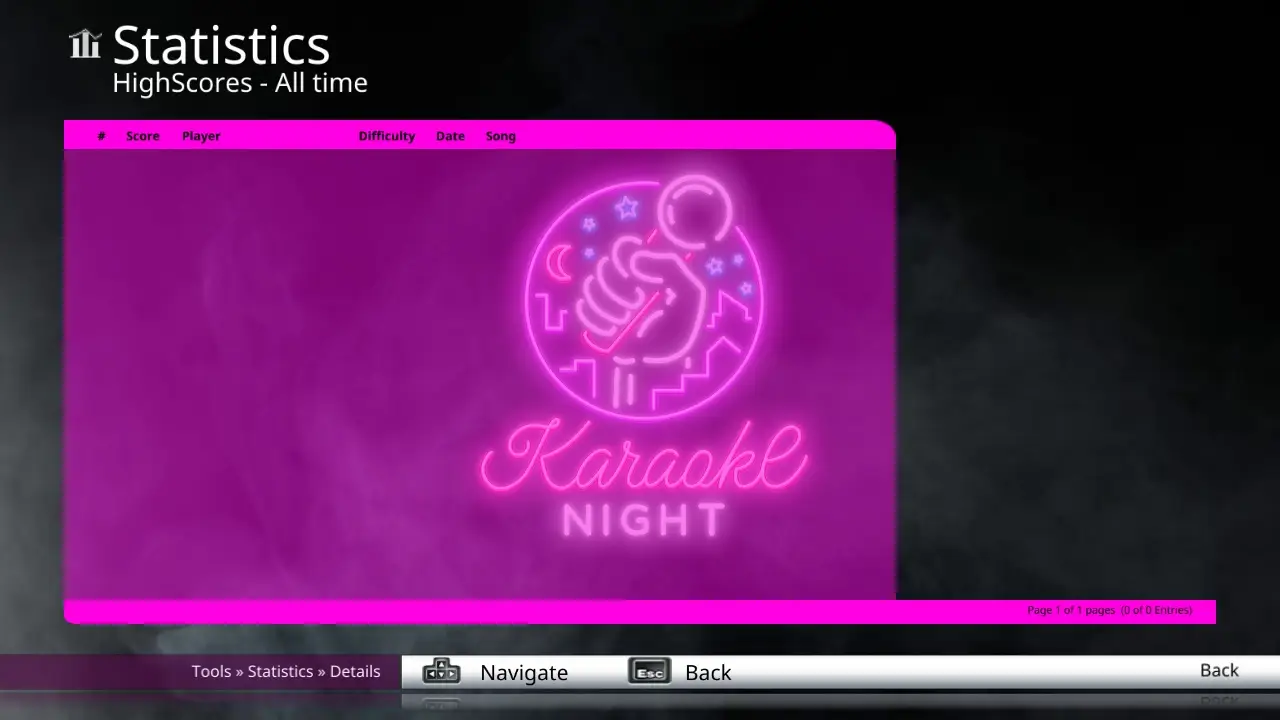 Statistics
HighScores - All time
# Score Player Difficulty Date Song
Karaoke
NIGHT
Page 1 of 1 pages (0 of 0 Entries)
Tools » Statistics » Details Navigate Esc Back Back